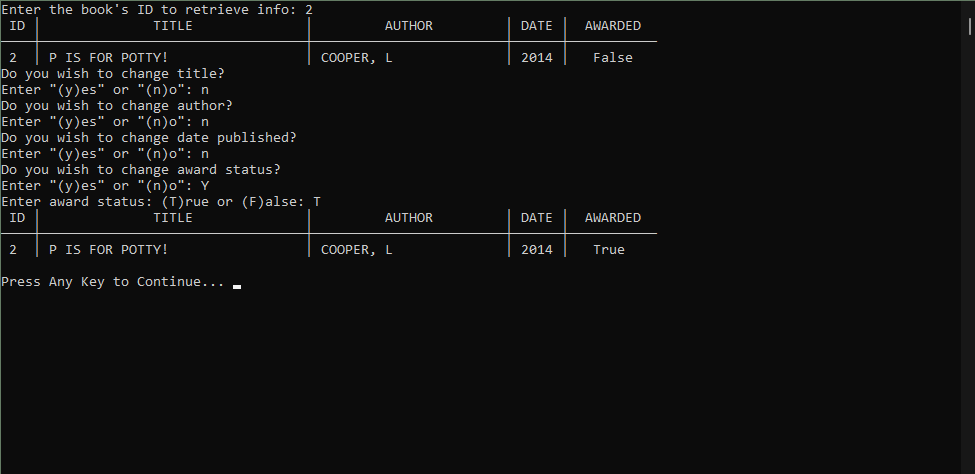 Enter the book's ID to retrieve info: 2
ID | TITLE | AUTHOR | DATE | AWARDED
2 | P IS FOR POTTY! | COOPER, L | 2014 | False
Do you wish to change title?
Enter "(y)es" or "(n)o": n
Do you wish to change author?
Enter "(y)es" or "(n)o": n
Do you wish to change date published?
Enter "(y)es" or "(n)o": n
Do you wish to change award status?
Enter "(y)es" or "(n)o": Y
Enter award status: (T)rue or (F)alse: T
ID | TITLE | AUTHOR | DATE | AWARDED
2 | P IS FOR POTTY! | COOPER, L | 2014 | True
Press Any Key to Continue...